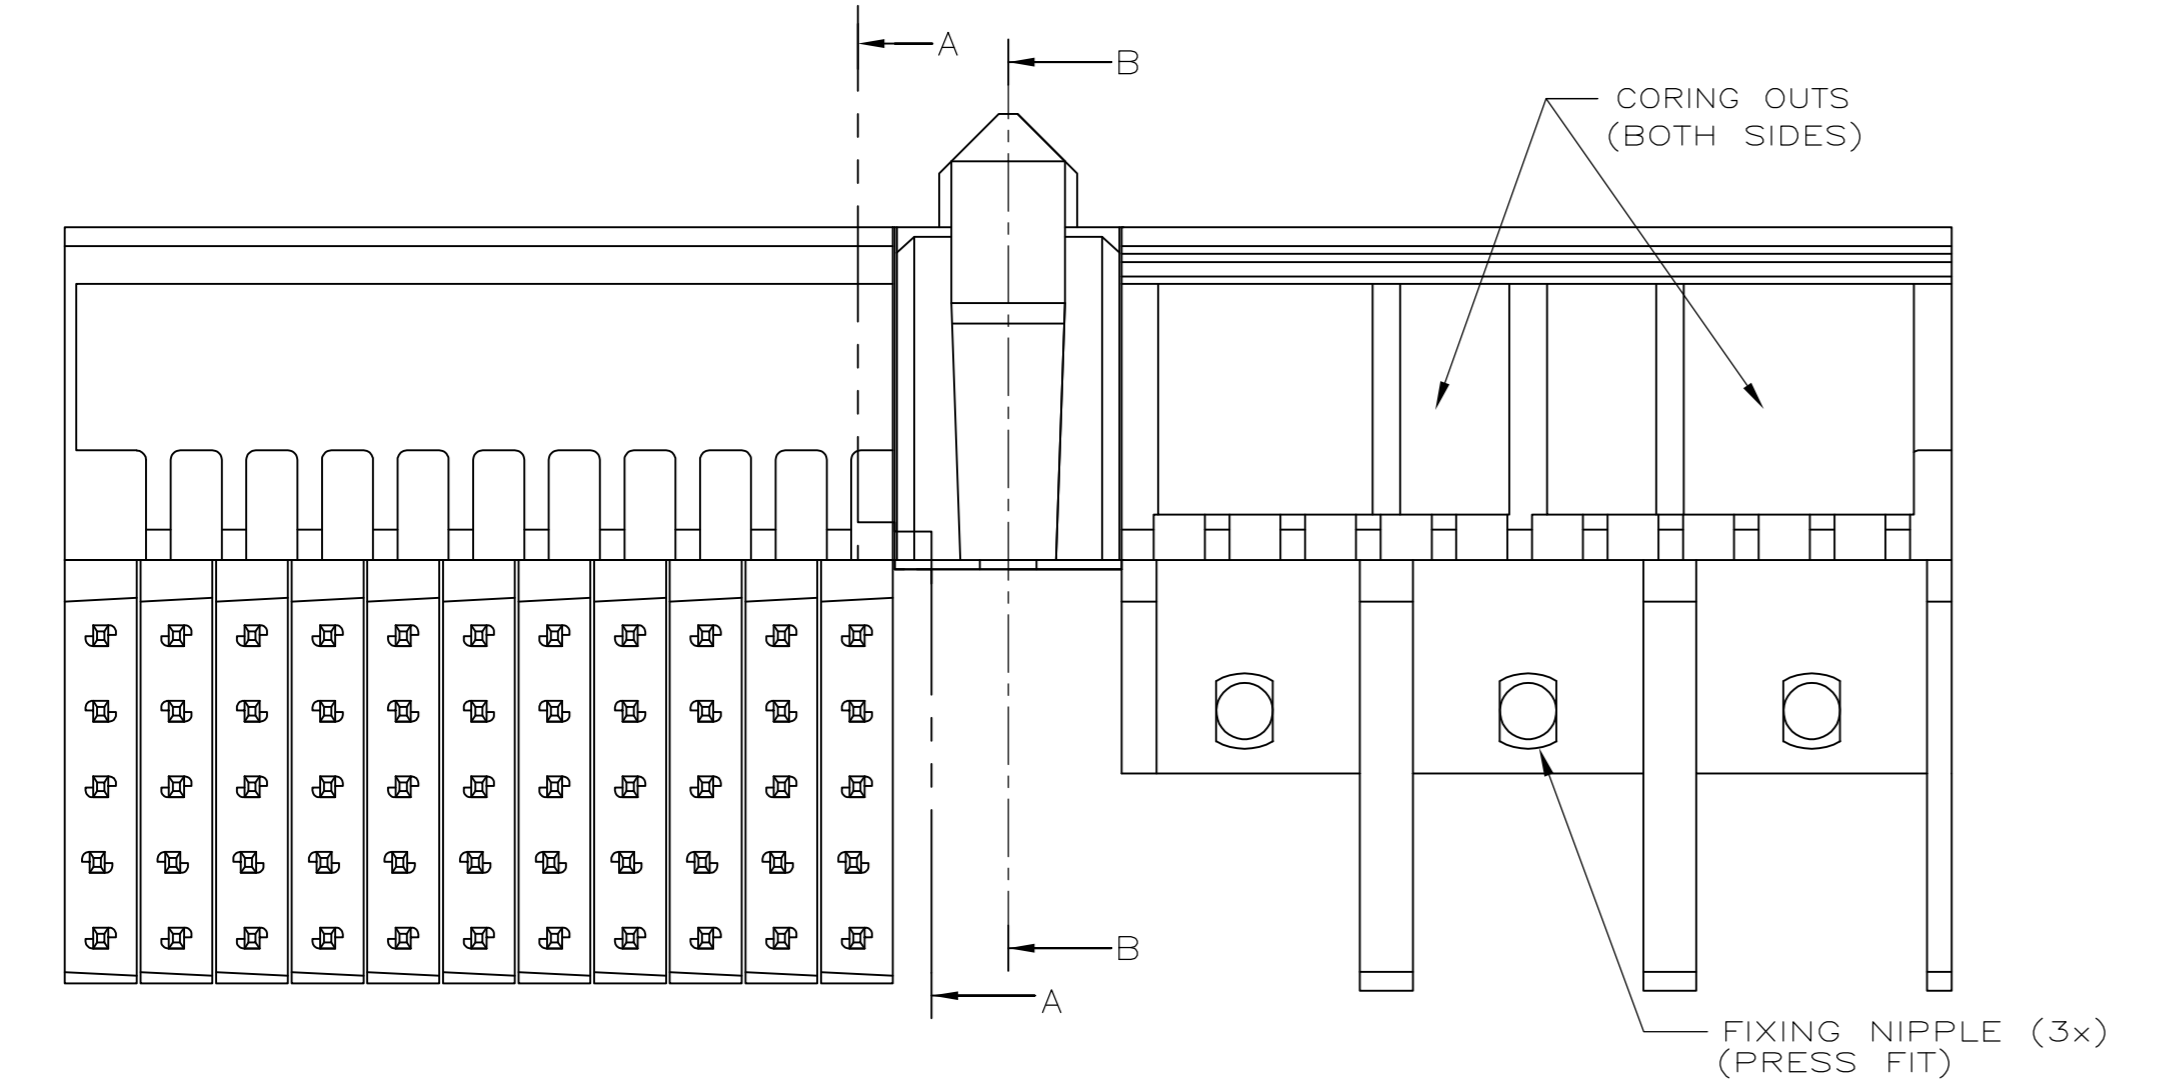 A
B
CORING OUTS
(BOTH SIDES)
B
A
FIXING NIPPLE (3x)
(PRESS FIT)